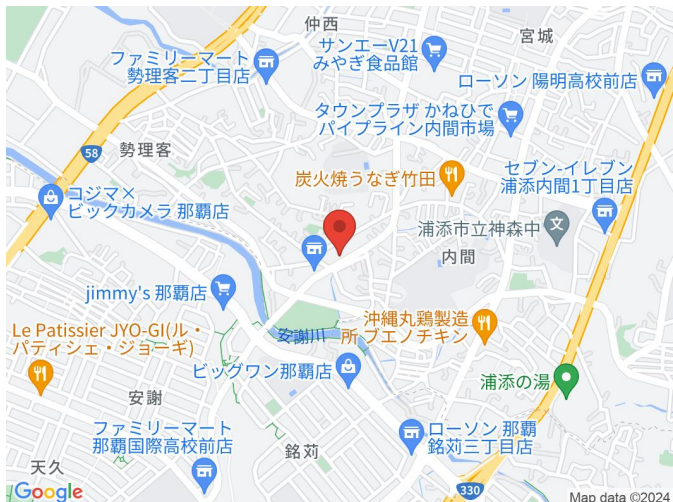 仲西
宮城
サンエーV21
みやぎ食品館
ファミリーマート
勢理客二丁目店
ローソン 陽明高校前店
タウンプラザ かねひで
パイプライン内間市場
58
勢理客
炭火焼うなぎ竹田
セブン-イレブン
浦添内間1丁目店
コジマ×
ビックカメラ 那覇店
浦添市立神森中
文
内間
jimmy's 那覇店
沖縄丸鶏製造
所 ブエノチキン
安謝川
Le Patissier JYO-GI(ル・
パティシェ・ジョーギ)
ビッグワン那覇店
浦添の湯
安謝
ファミリーマート
那覇国際高校前店
ローソン 那覇
銘苅三丁目店
銘苅
天久
330
Google
Map data ©2024